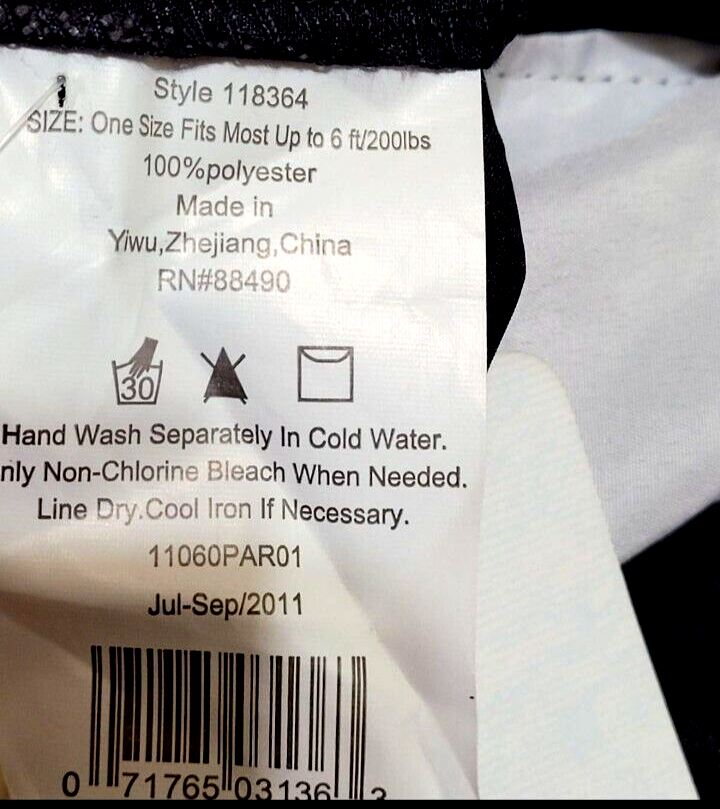 Style 118364
SIZE: One Size Fits Most Up to 6 ft/200lbs
100%polyester
Made in
Yiwu,Zhejiang,China
RN#88490
30
Hand Wash Separately In Cold Water.
nly Non-Chlorine Bleach When Needed.
Line Dry.Cool Iron If Necessary.
11060PAR01
Jul-Sep/2011
0 71765 03136